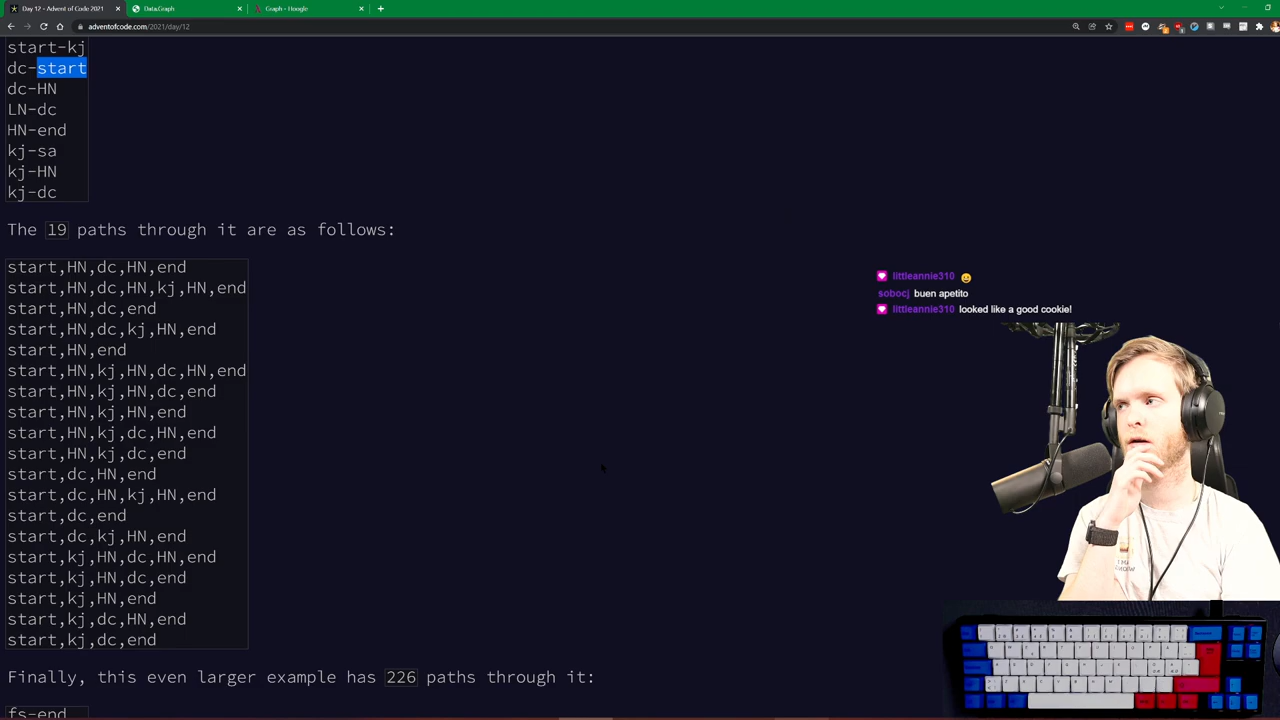 Day 12 - Advent of Code 2021
Data.Graph
Graph - Hoogle
adventofcode.com/2021/day/12
start-kj
dc-start
dc-HN
LN-dc
HN-end
kj-sa
kj-HN
kj-dc
The 19 paths through it are as follows:
start,HN,dc,HN,end
start,HN,dc,HN,kj,HN,end
start,HN,dc,end
start,HN,dc,kj,HN,end
start,HN,end
start,HN,kj,HN,dc,HN,end
start,HN,kj,HN,dc,end
start,HN,kj,HN,end
start,HN,kj,dc,HN,end
start,HN,kj,dc,end
start,dc,HN,end
start,dc,HN,kj,HN,end
start,dc,end
start,dc,kj,HN,end
start,kj,HN,dc,HN,end
start,kj,HN,dc,end
start,kj,HN,end
start,kj,dc,HN,end
start,kj,dc,end
Finally, this even larger example has 226 paths through it:
fs-end
littleannie310
sobocj buen apetito
littleannie310 looked like a good cookie!